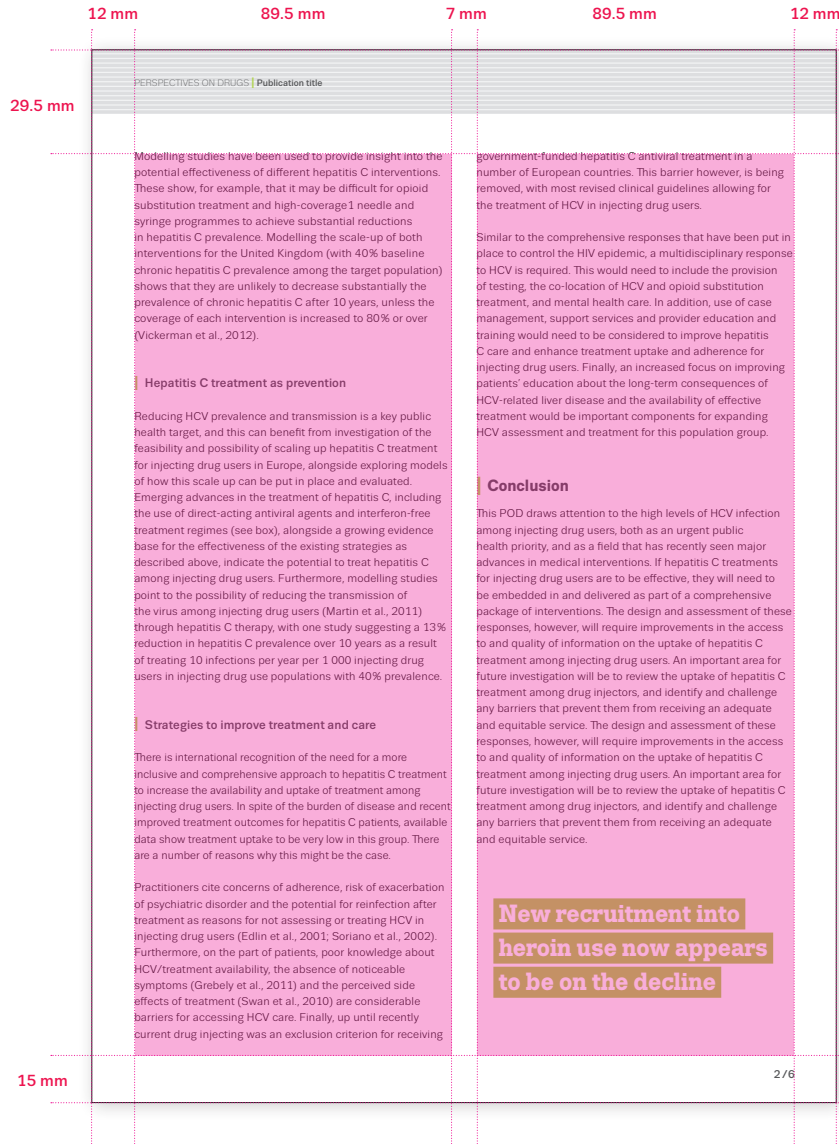 12 mm
89.5 mm
7 mm
89.5 mm
12 mm
29.5 mm
PERSPECTIVES ON DRUGS | Publication title
Modelling studies have been used to provide insight into the
potential effectiveness of different hepatitis C interventions.
These show, for example, that it may be difficult for opioid
substitution treatment and high-coverage1 needle and
syringe programmes to achieve substantial reductions
in hepatitis C prevalence. Modelling the scale-up of both
interventions for the United Kingdom (with 40% baseline
chronic hepatitis C prevalence among the target population)
shows that they are unlikely to decrease substantially the
prevalence of chronic hepatitis C after 10 years, unless the
coverage of each intervention is increased to 80% or over
(Vickerman et al., 2012).
Hepatitis C treatment as prevention
Reducing HCV prevalence and transmission is a key public
health target, and this can benefit from investigation of the
feasibility and possibility of scaling up hepatitis C treatment
for injecting drug users in Europe, alongside exploring models
of how this scale up can be put in place and evaluated.
Emerging advances in the treatment of hepatitis C, including
the use of direct-acting antiviral agents and interferon-free
treatment regimes (see box), alongside a growing evidence
base for the effectiveness of the existing strategies as
described above, indicate the potential to treat hepatitis C
among injecting drug users. Furthermore, modelling studies
point to the possibility of reducing the transmission of
the virus among injecting drug users (Martin et al., 2011)
through hepatitis C therapy, with one study suggesting a 13%
reduction in hepatitis C prevalence over 10 years as a result
of treating 10 infections per year per 1 000 injecting drug
users in injecting drug use populations with 40% prevalence.
Strategies to improve treatment and care
There is international recognition of the need for a more
inclusive and comprehensive approach to hepatitis C treatment
to increase the availability and uptake of treatment among
injecting drug users. In spite of the burden of disease and recent
improved treatment outcomes for hepatitis C patients, available
data show treatment uptake to be very low in this group. There
are a number of reasons why this might be the case.
Practitioners cite concerns of adherence, risk of exacerbation
of psychiatric disorder and the potential for reinfection after
treatment as reasons for not assessing or treating HCV in
injecting drug users (Edlin et al., 2001; Soriano et al., 2002).
Furthermore, on the part of patients, poor knowledge about
HCV/treatment availability, the absence of noticeable
symptoms (Grebely et al., 2011) and the perceived side
effects of treatment (Swan et al., 2010) are considerable
barriers for accessing HCV care. Finally, up until recently
current drug injecting was an exclusion criterion for receiving
government-funded hepatitis C antiviral treatment in a
number of European countries. This barrier however, is being
removed, with most revised clinical guidelines allowing for
the treatment of HCV in injecting drug users.
Similar to the comprehensive responses that have been put in
place to control the HIV epidemic, a multidisciplinary response
to HCV is required. This would need to include the provision
of testing, the co-location of HCV and opioid substitution
treatment, and mental health care. In addition, use of case
management, support services and provider education and
training would need to be considered to improve hepatitis
C care and enhance treatment uptake and adherence for
injecting drug users. Finally, an increased focus on improving
patients' education about the long-term consequences of
HCV-related liver disease and the availability of effective
treatment would be important components for expanding
HCV assessment and treatment for this population group.
Conclusion
This POD draws attention to the high levels of HCV infection
among injecting drug users, both as an urgent public
health priority, and as a field that has recently seen major
advances in medical interventions. If hepatitis C treatments
for injecting drug users are to be effective, they will need to
be embedded in and delivered as part of a comprehensive
package of interventions. The design and assessment of these
responses, however, will require improvements in the access
to and quality of information on the uptake of hepatitis C
treatment among injecting drug users. An important area for
future investigation will be to review the uptake of hepatitis C
treatment among drug injectors, and identify and challenge
any barriers that prevent them from receiving an adequate
and equitable service. The design and assessment of these
responses, however, will require improvements in the access
to and quality of information on the uptake of hepatitis C
treatment among injecting drug users. An important area for
future investigation will be to review the uptake of hepatitis C
treatment among drug injectors, and identify and challenge
any barriers that prevent them from receiving an adequate
and equitable service.
New recruitment into
heroin use now appears
to be on the decline
2 / 6
15 mm